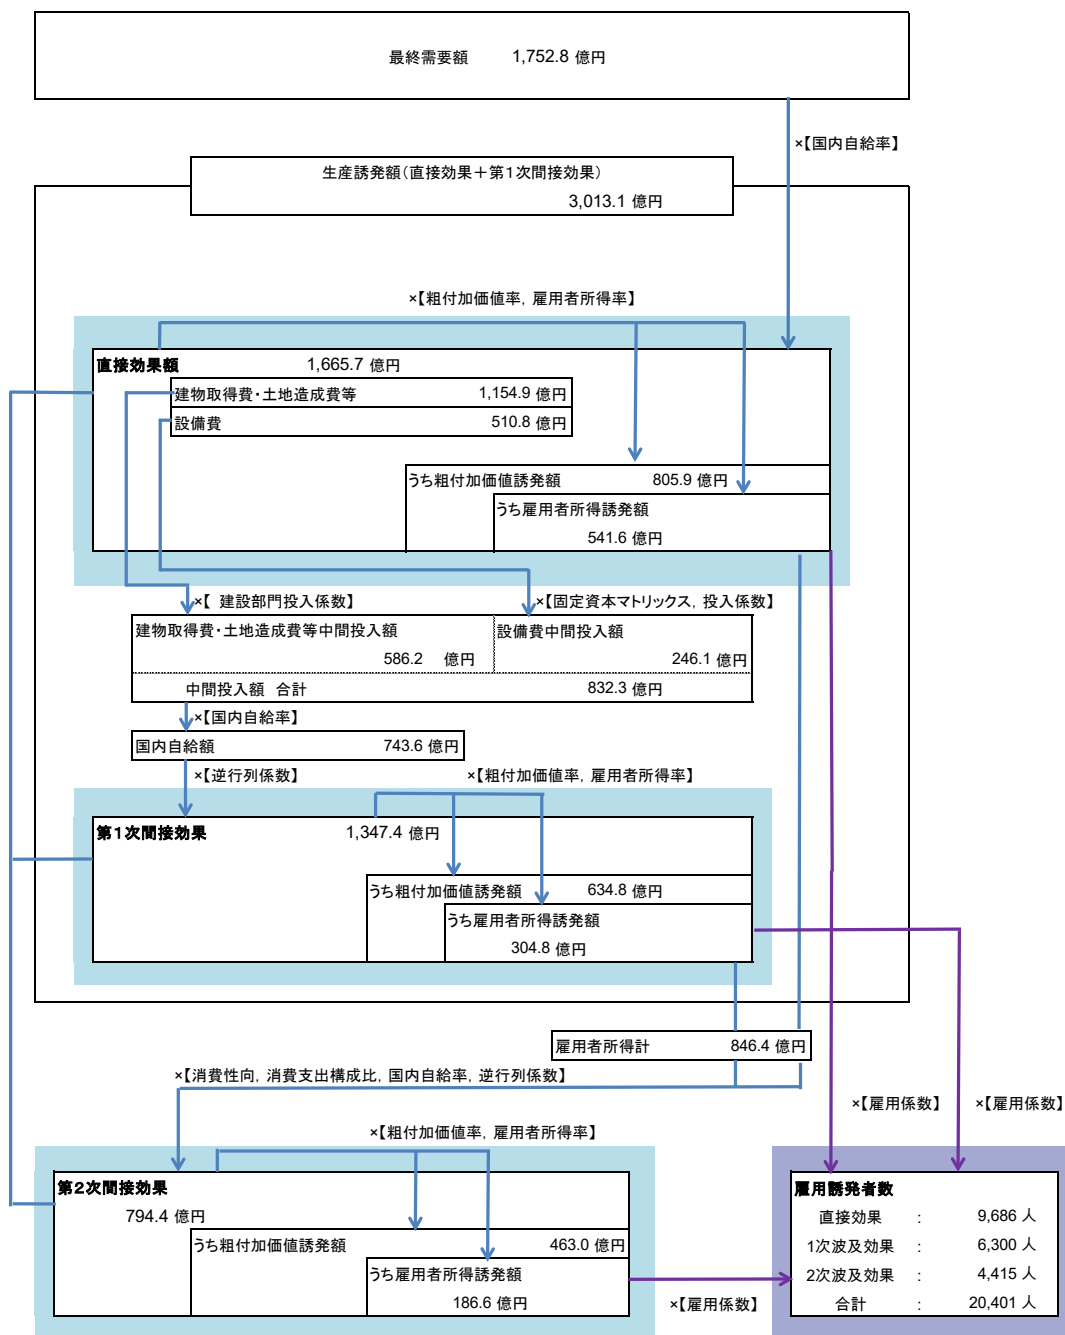 最終需要額 1,752.8 億円
×【国内自給率】
生産誘発額(直接効果+第1次間接効果)
3,013.1 億円
×【粗付加価値率, 雇用者所得率】
直接効果額 1,665.7 億円
建物取得費・土地造成費等 1,154.9 億円
設備費 510.8 億円
うち粗付加価値誘発額 805.9 億円
うち雇用者所得誘発額
541.6 億円
×【 建設部門投入係数】 ×【固定資本マトリックス, 投入係数】
建物取得費・土地造成費等中間投入額 設備費中間投入額
586.2 億円 246.1 億円
中間投入額 合計 832.3 億円
×【国内自給率】
国内自給額 743.6 億円
×【逆行列係数】 ×【粗付加価値率, 雇用者所得率】
第1次間接効果 1,347.4 億円
うち粗付加価値誘発額 634.8 億円
うち雇用者所得誘発額
304.8 億円
雇用者所得計 846.4 億円
×【消費性向, 消費支出構成比, 国内自給率, 逆行列係数】
×【雇用係数】 ×【雇用係数】
×【粗付加価値率, 雇用者所得率】
第2次間接効果
794.4 億円
うち粗付加価値誘発額 463.0 億円
うち雇用者所得誘発額
186.6 億円
×【雇用係数】
雇用誘発者数
直接効果 : 9,686 人
1次波及効果 : 6,300 人
2次波及効果 : 4,415 人
合計 : 20,401 人